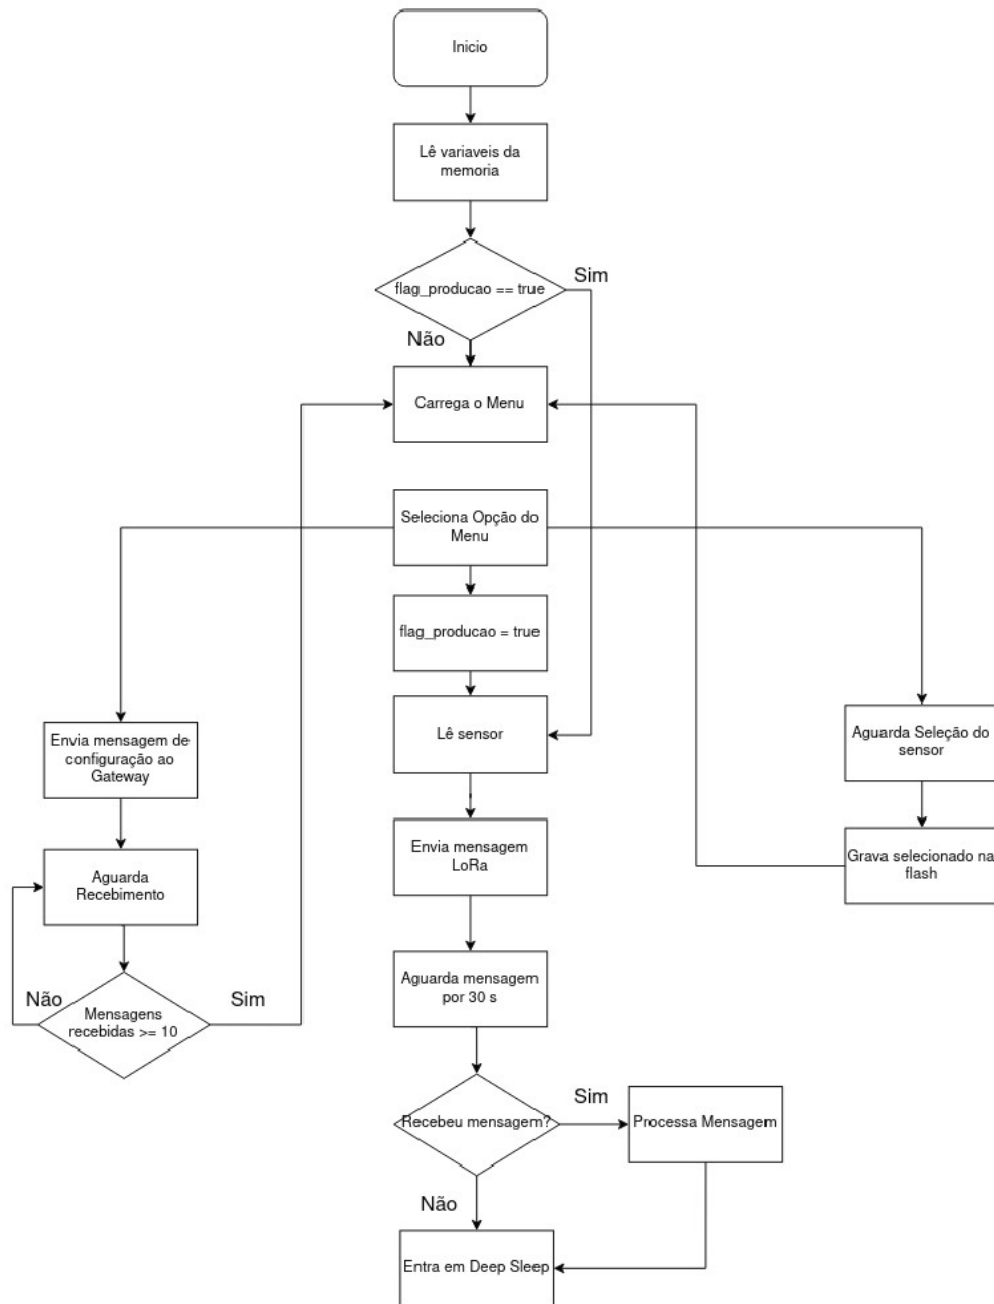 Inicio
Lê variaveis da
memoria
flag_producao == true
Sim
Não
Carrega o Menu
Seleciona Opção do
Menu
flag_producao = true
Lê sensor
Envia mensagem de
configuração ao
Gateway
Aguarda Seleção do
sensor
Envia mensagem
LoRa
Grava selecionado na
flash
Aguarda
Recebimento
Aguarda mensagem
por 30 s
Não
Sim
Mensagens
recebidas >= 10
Recebeu mensagem?
Sim
Processa Mensagem
Não
Entra em Deep Sleep